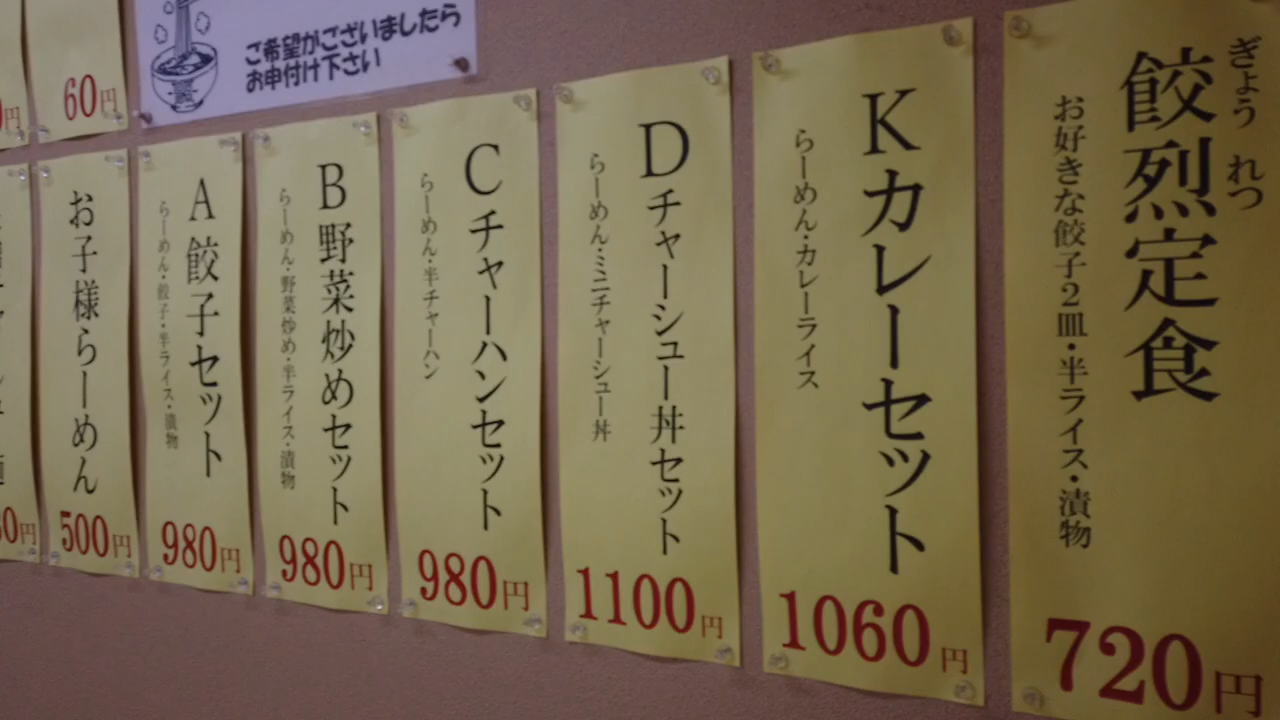 ご希望がございましたら
お申付け下さい
60円
円
ぎょう れつ
餃烈定食
お好きな餃子2皿・半ライス・漬物
720円
Kカレーセット
らーめん・カレーライス
1060円
Dチャーシュー丼セット
らーめん・ミニチャーシュー丼
1100円
Cチャーハンセット
らーめん・半チャーハン
980円
B野菜炒めセット
らーめん・野菜炒め・半ライス・漬物
980円
A餃子セット
らーめん・餃子・半ライス・漬物
980円
お子様らーめん
500円
0円